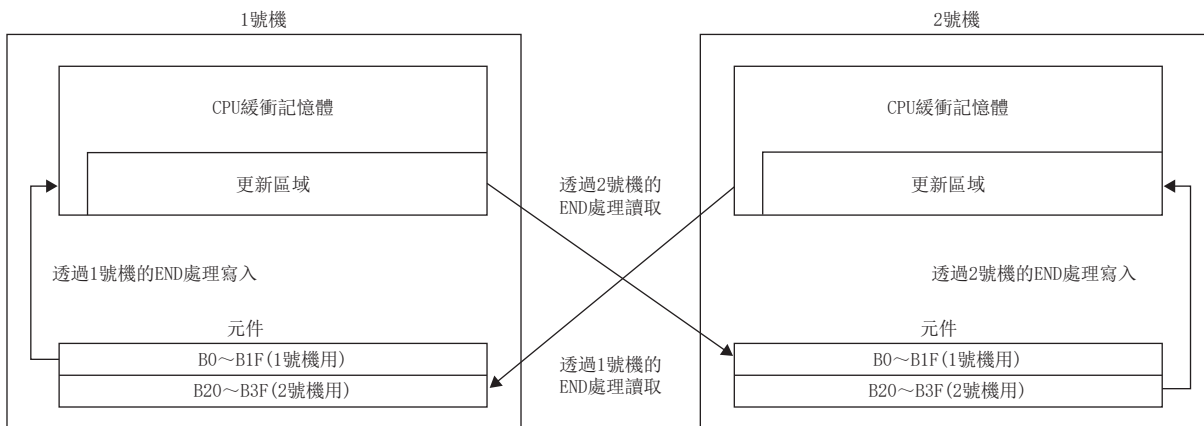 1號機
CPU緩衝記憶體
更新區域
透過1號機的END處理寫入
元件
B0～B1F(1號機用)
B20～B3F(2號機用)
透過2號機的
END處理讀取
透過1號機的
END處理讀取
2號機
CPU緩衝記憶體
更新區域
透過2號機的END處理寫入
元件
B0～B1F(1號機用)
B20～B3F(2號機用)